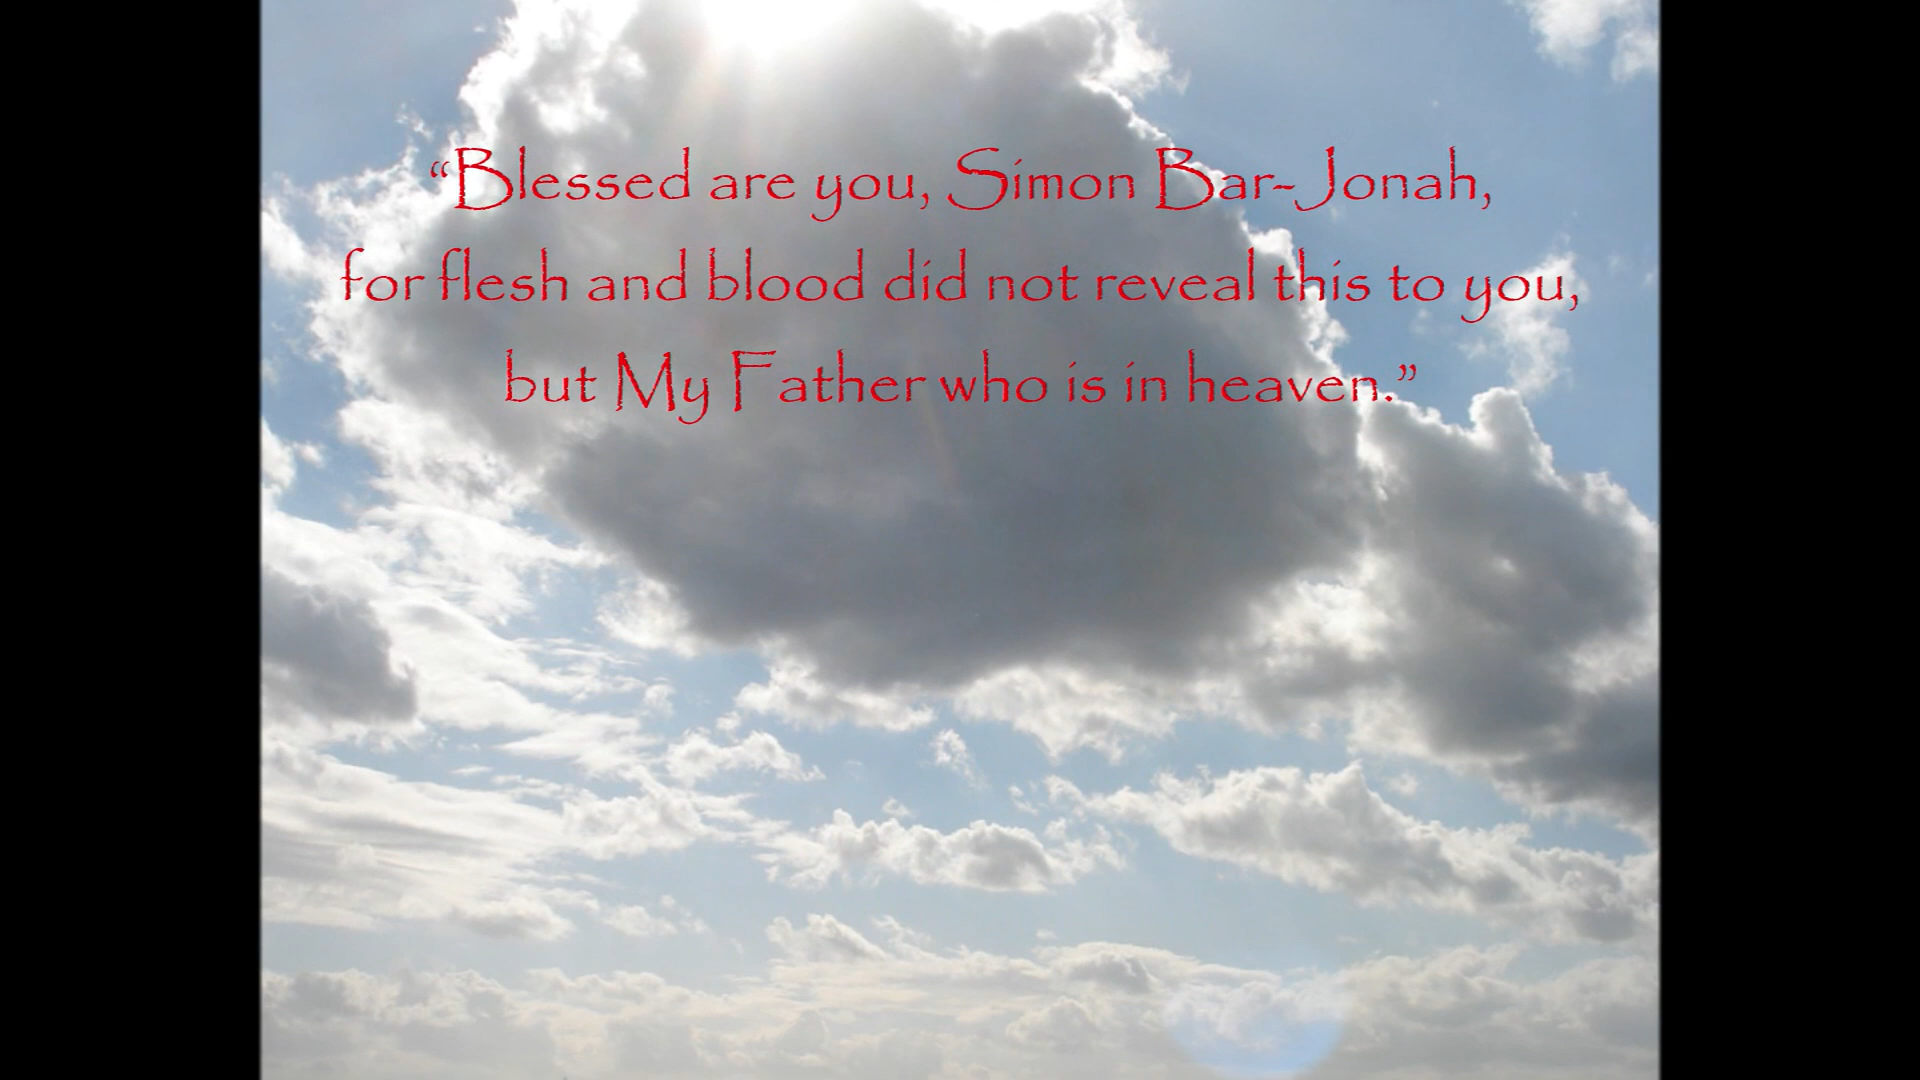 “Blessed are you, Simon Bar-Jonah,
for flesh and blood did not reveal this to you,
but My Father who is in heaven.”